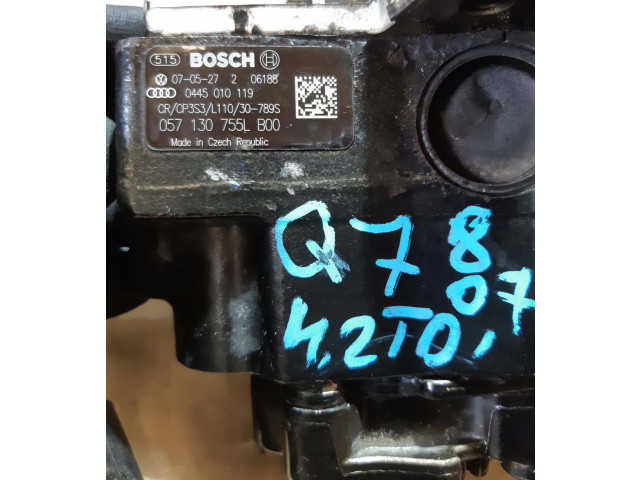 515 BOSCH
07-05-27 2 06188
0445 010 119
CR/CP3S3/L110/30-789S
057 130 755L B00
Made in Czech Republic
Q7 8
07
4,2TD,